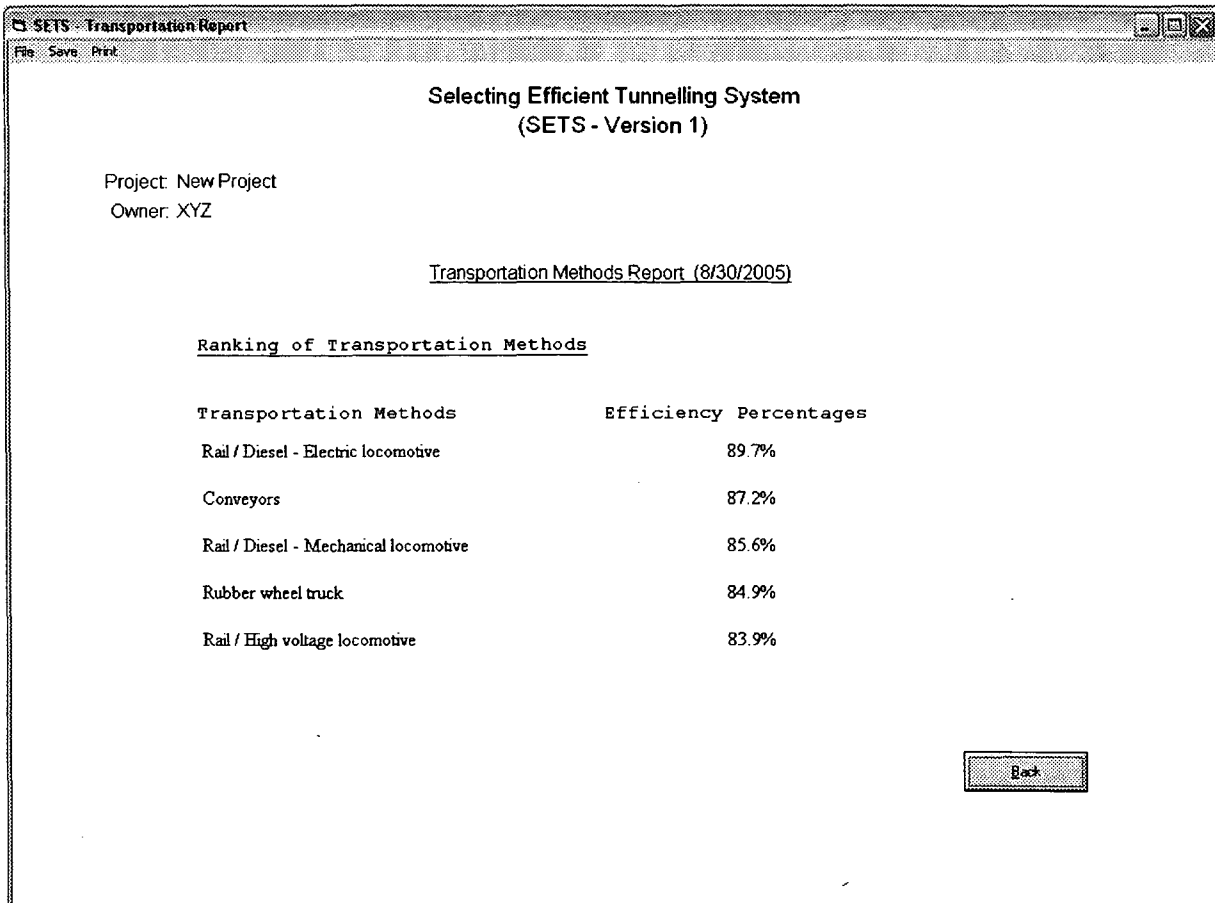 SETS - Transportation Report
File Save Print
Selecting Efficient Tunnelling System
(SETS - Version 1)
Project: New Project
Owner: XYZ
Transportation Methods Report (8/30/2005)
Ranking of Transportation Methods
Transportation Methods Efficiency Percentages
Rail / Diesel - Electric locomotive 89.7%
Conveyors 87.2%
Rail / Diesel - Mechanical locomotive 85.6%
Rubber wheel truck 84.9%
Rail / High voltage locomotive 83.9%
Back